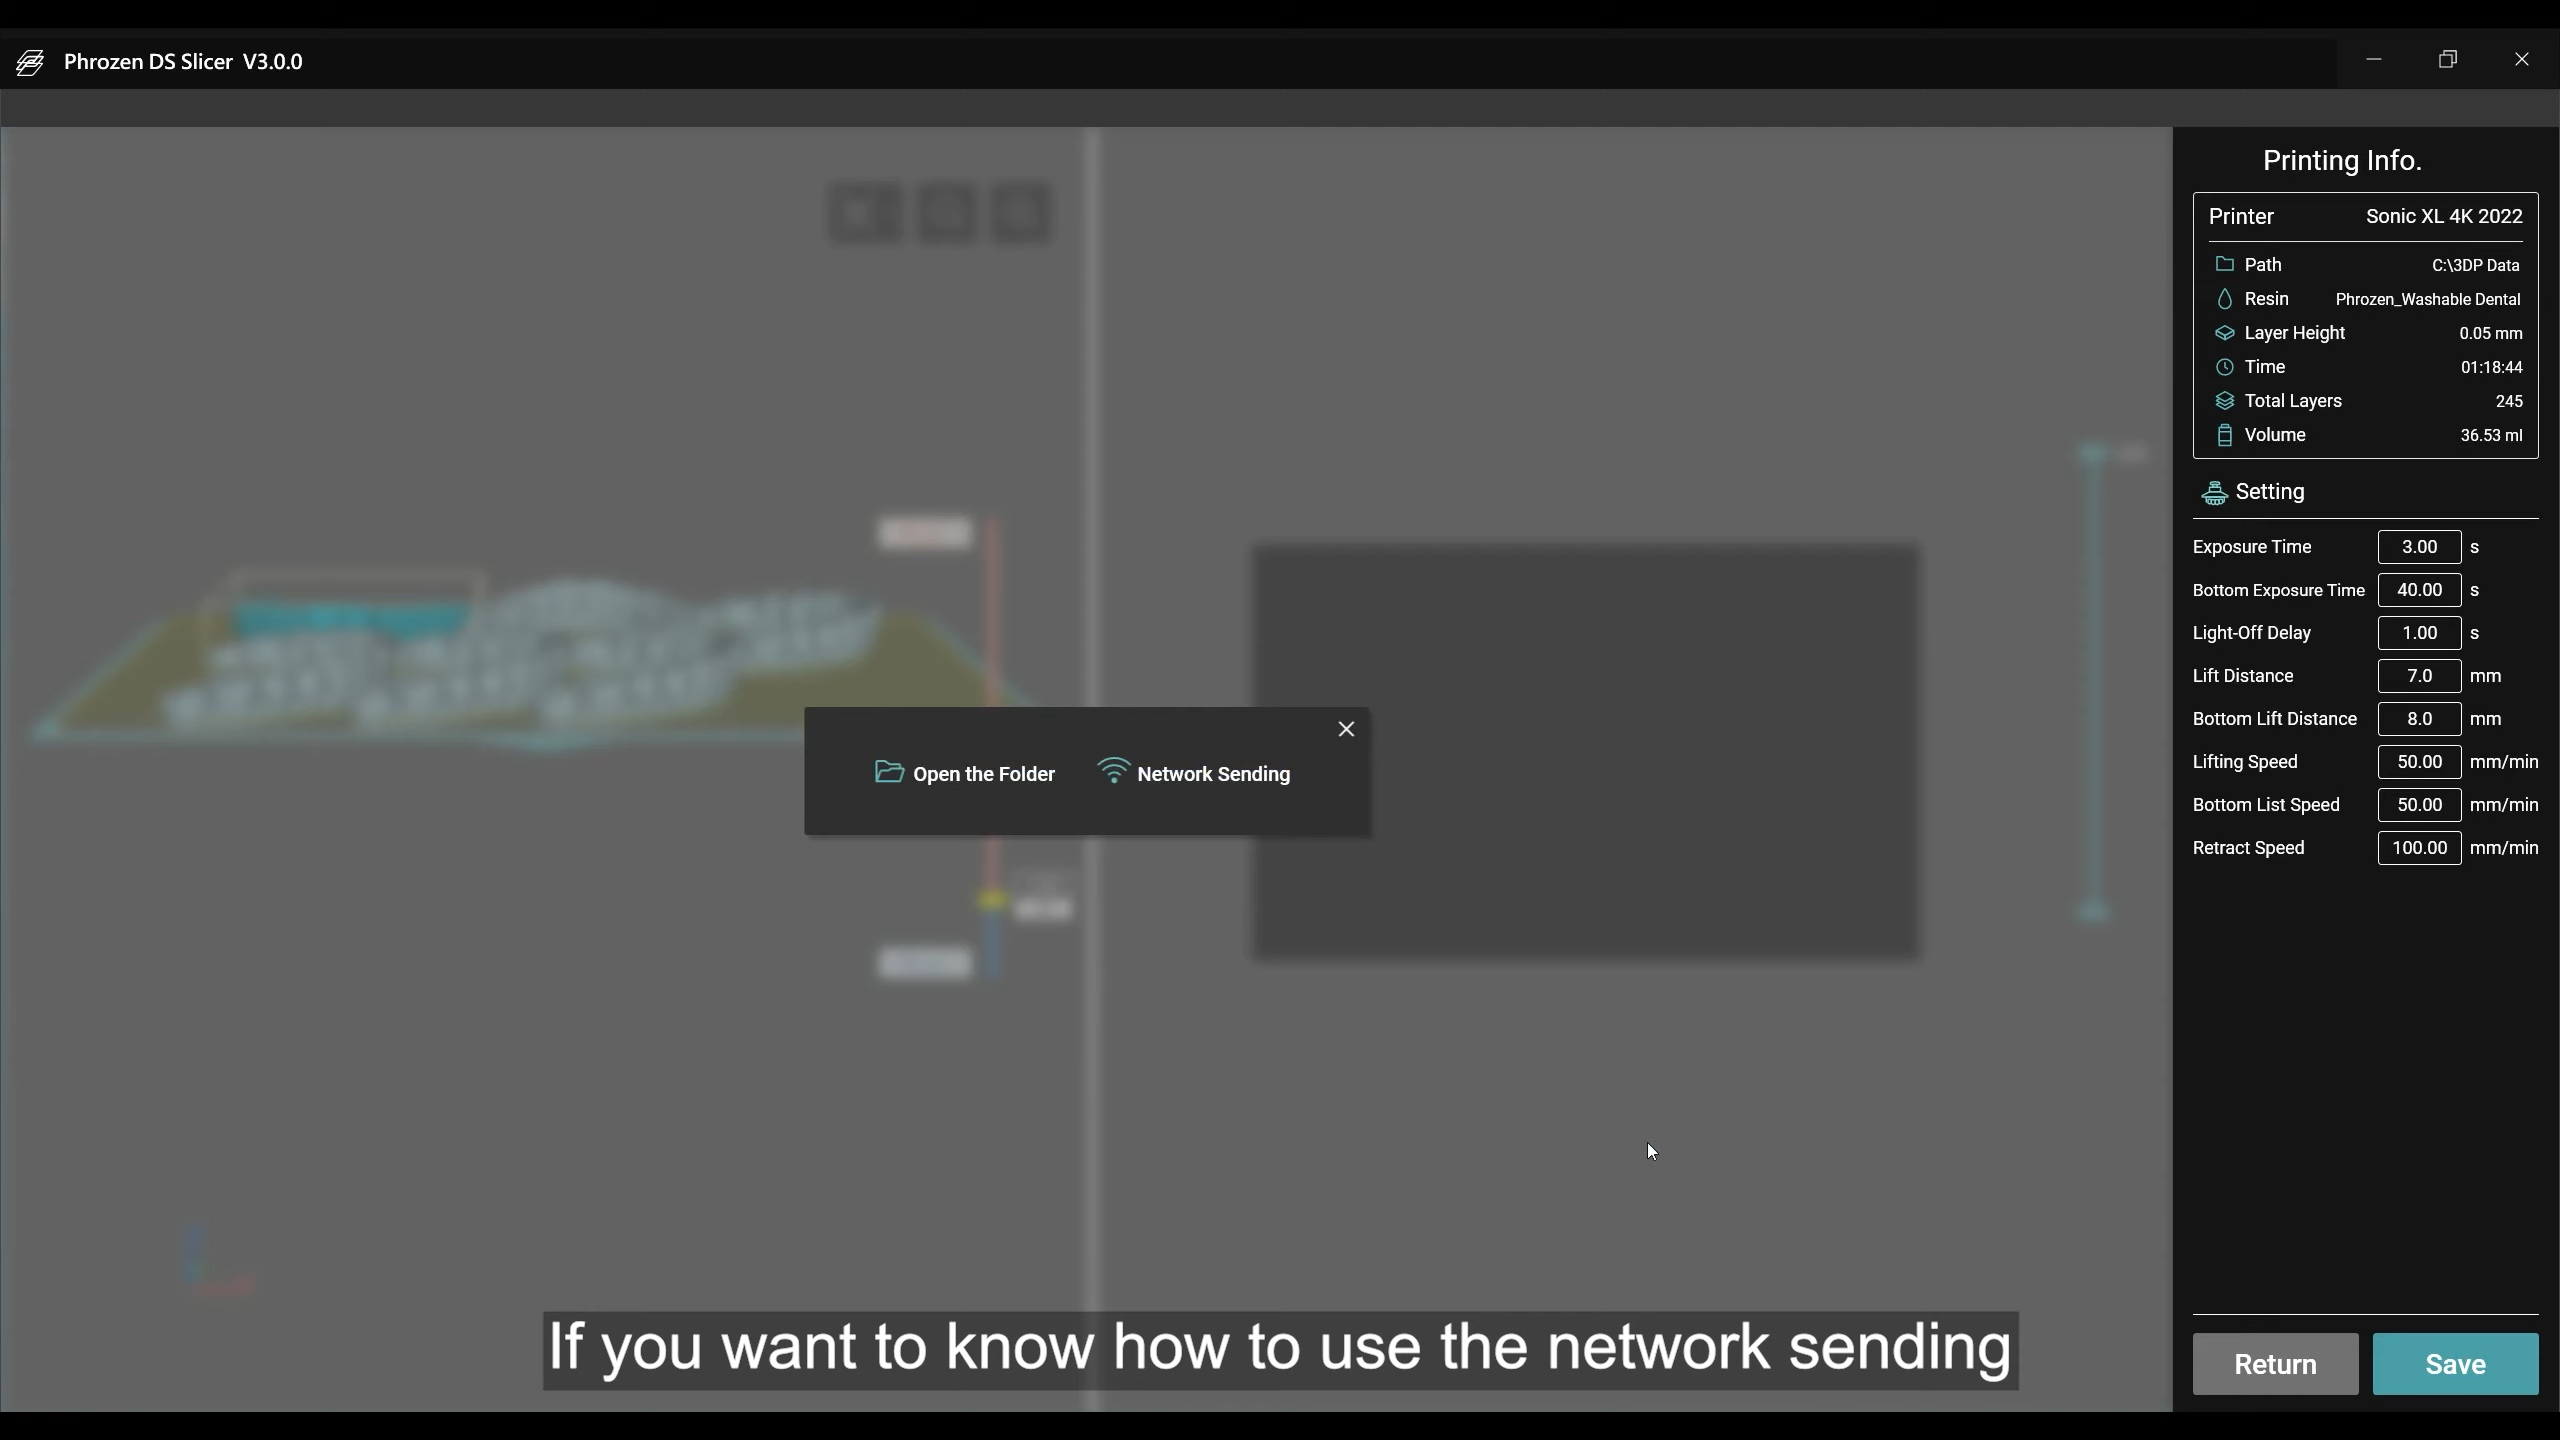 Phrozen DS Slicer V3.0.0
Printing Info.
Printer Sonic XL 4K 2022
Path C:\3DP Data
Resin Phrozen_Washable Dental
Layer Height 0.05 mm
Time 01:18:44
Total Layers 245
Volume 36.53 ml
Setting
Exposure Time 3.00 s
Bottom Exposure Time 40.00 s
Light-Off Delay 1.00 s
Lift Distance 7.0 mm
Bottom Lift Distance 8.0 mm
Lifting Speed 50.00 mm/min
Bottom List Speed 50.00 mm/min
Retract Speed 100.00 mm/min
Open the Folder Network Sending
If you want to know how to use the network sending
Return Save